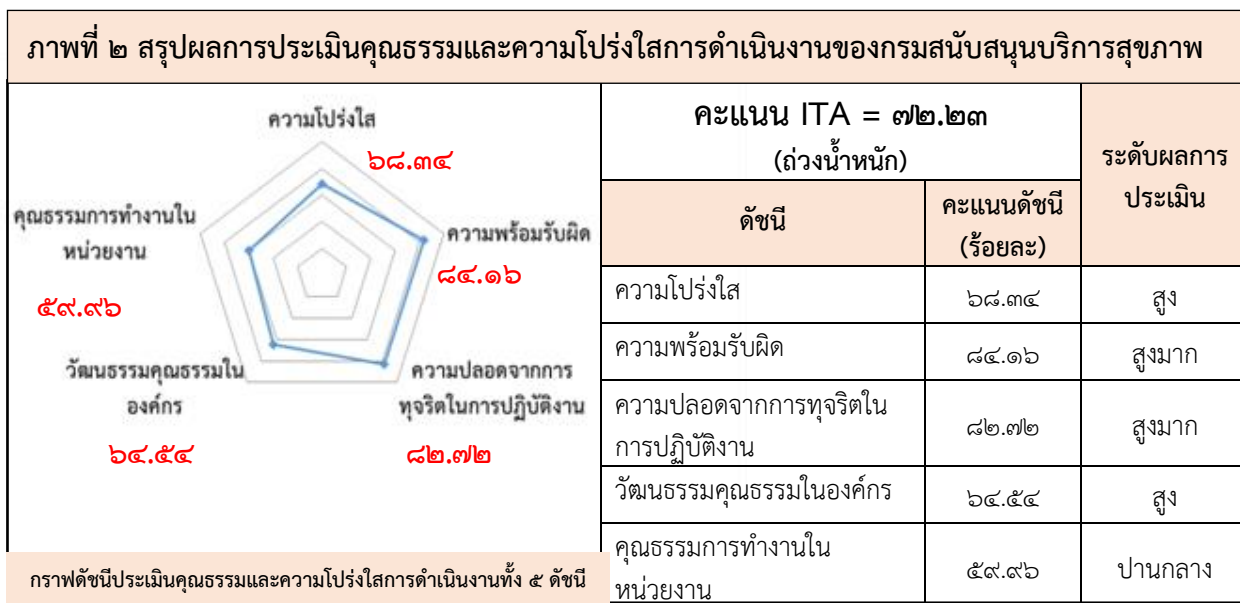 ภาพที่ ๒ สรุปผลการประเมินคุณธรรมและความโปร่งใสการดำเนินงานของกรมสนับสนุนบริการสุขภาพ
ความโปร่งใส
๖๘.๓๔
ความพร้อมรับผิด
๘๔.๑๖
ความปลอดจากการ
ทุจริตในการปฏิบัติงาน
๘๒.๗๒
วัฒนธรรมคุณธรรมใน
องค์กร
๖๔.๕๔
คุณธรรมการทำงานใน
หน่วยงาน
๕๙.๙๖
กราฟดัชนีประเมินคุณธรรมและความโปร่งใสการดำเนินงานทั้ง ๕ ดัชนี
คะแนน ITA = ๗๒.๒๓
(ถ่วงน้ำหนัก)
ระดับผลการ
ประเมิน
ดัชนี
คะแนนดัชนี
(ร้อยละ)
ความโปร่งใส ๖๘.๓๔ สูง
ความพร้อมรับผิด ๘๔.๑๖ สูงมาก
ความปลอดจากการทุจริตใน
การปฏิบัติงาน
๘๒.๗๒ สูงมาก
วัฒนธรรมคุณธรรมในองค์กร ๖๔.๕๔ สูง
คุณธรรมการทำงานใน
หน่วยงาน
๕๙.๙๖ ปานกลาง